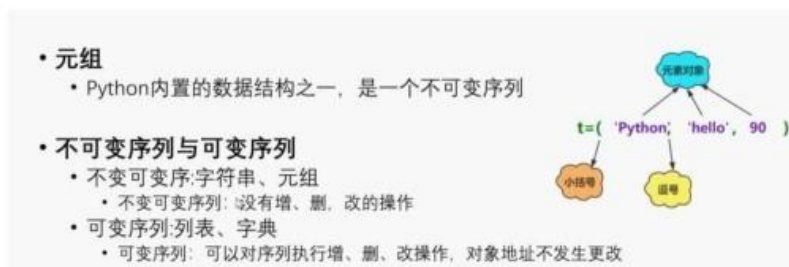 • 元组
• Python内置的数据结构之一，是一个不可变序列
• 不可变序列与可变序列
• 不变可变序:字符串、元组
• 不变可变序列：没有增、删，改的操作
• 可变序列:列表、字典
• 可变序列：可以对序列执行增、删、改操作，对象地址不发生更改
元素对象
t=( 'Python', 'hello', 90 )
小括号
逗号